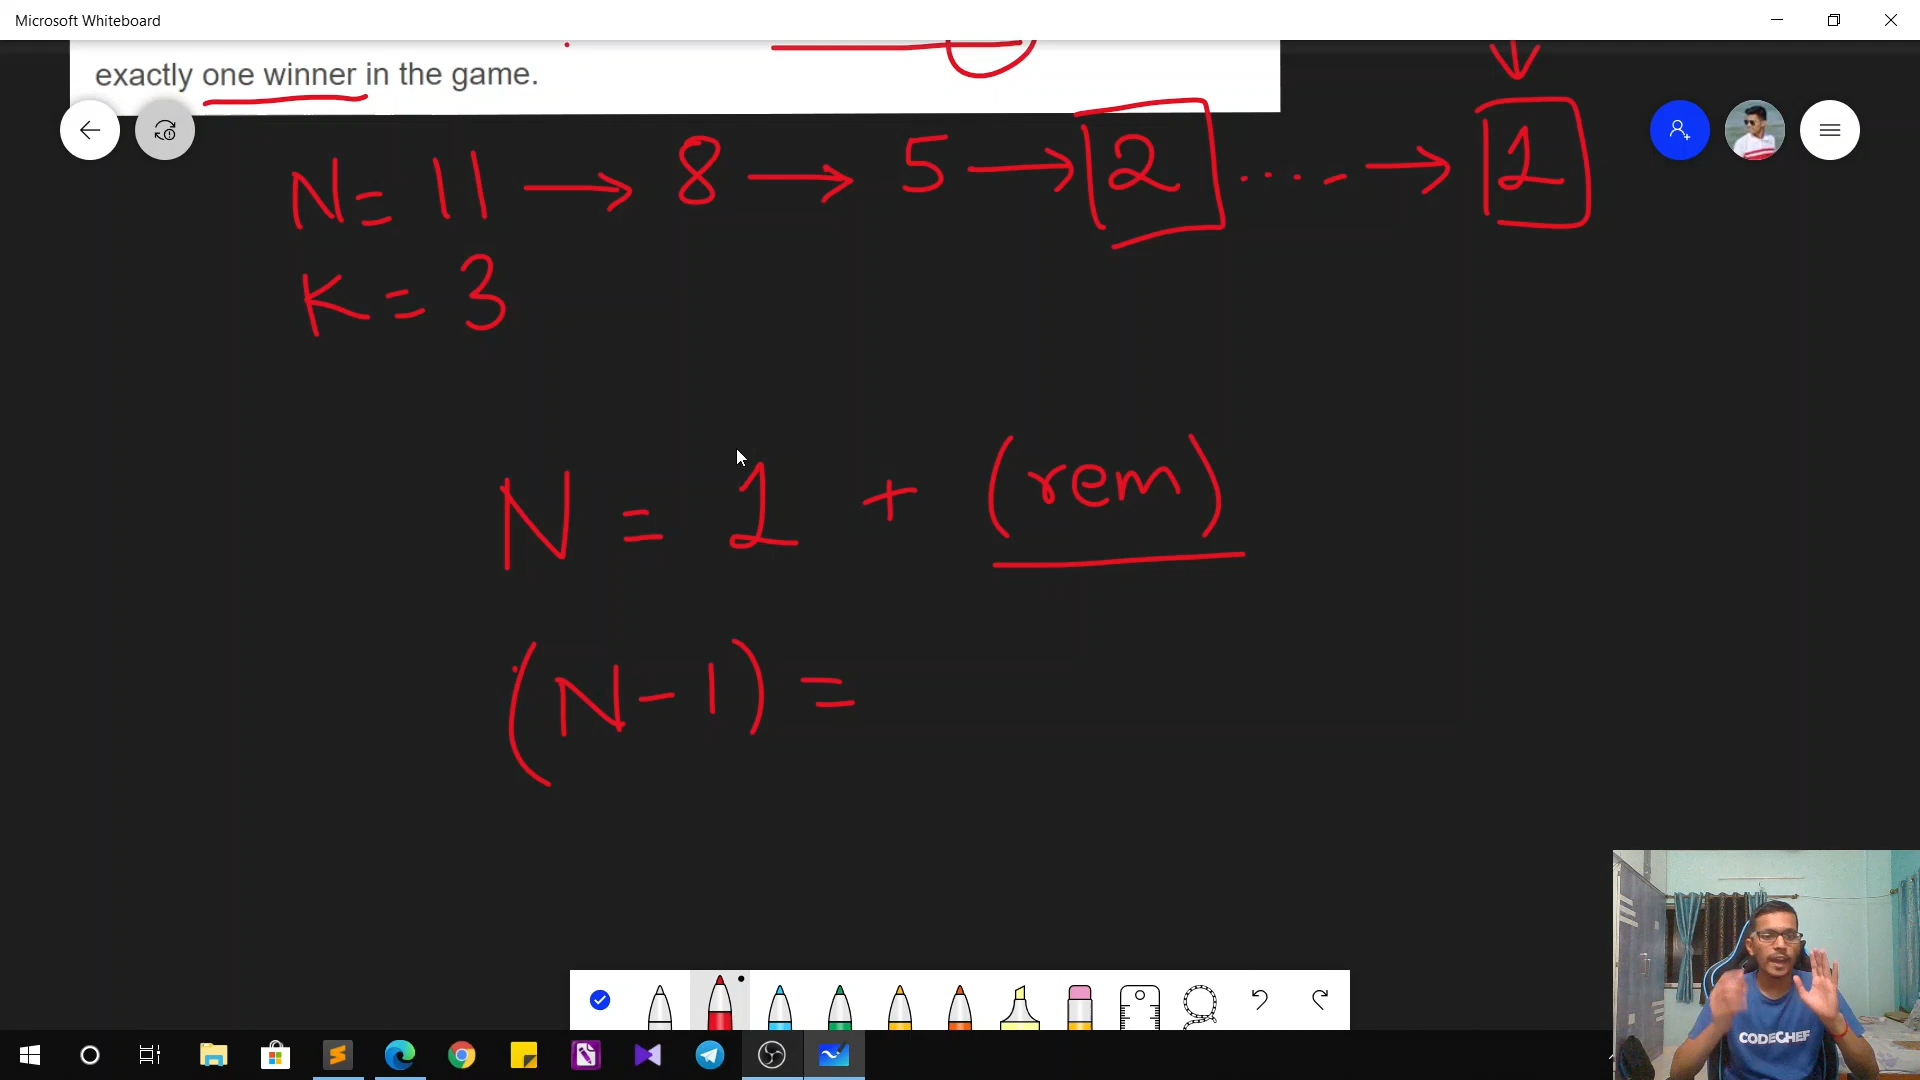 Microsoft Whiteboard
exactly one winner in the game.
N = 11 → 8 → 5 → 2 ..... → 1
K = 3
N = 1 + (rem)
(N - 1) =
CODECHEF